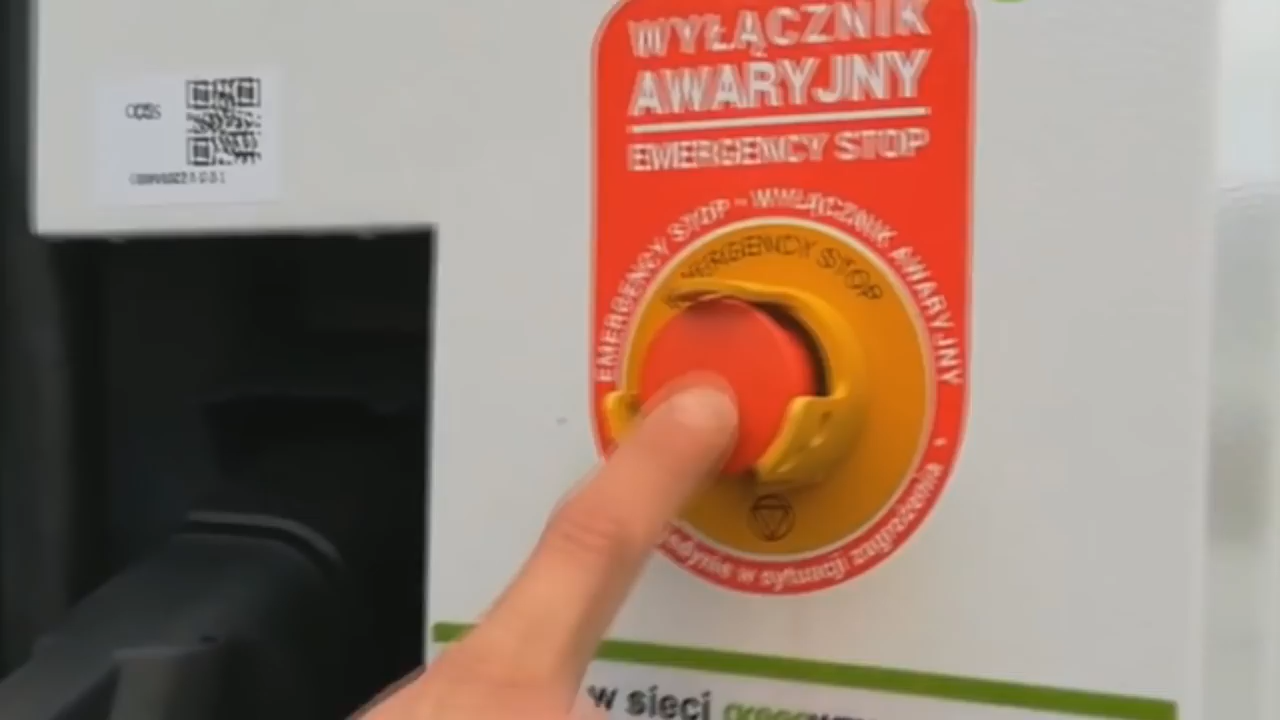 WYŁĄCZNIK
AWARYJNY
EMERGENCY STOP
EMERGENCY STOP - WYŁĄCZNIK AWARYJNY
EMERGENCY STOP
w sytuacji zagrożenia
w sieci